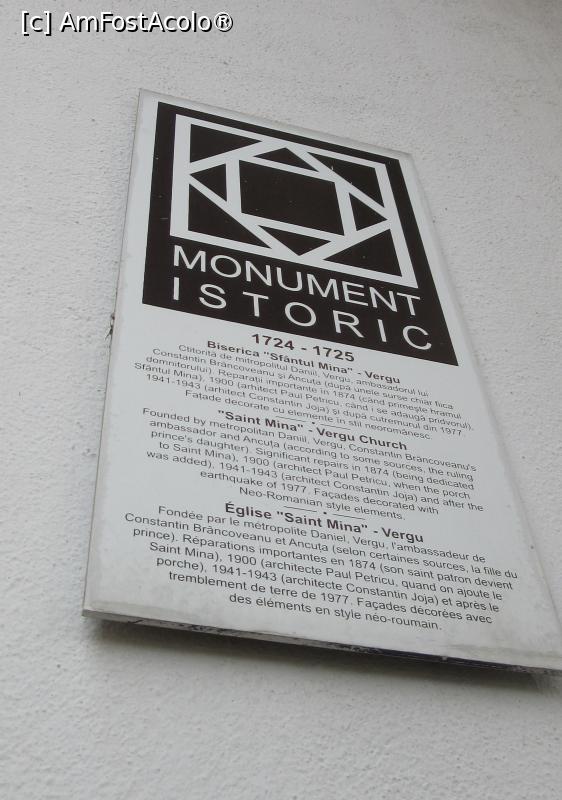 [c] AmFostAcolo®
MONUMENT
ISTORIC
1724 - 1725
Biserica "Sfântul Mina" - Vergu
Ctitorită de mitropolitul Daniil, Vergu, ambasadorul lui
Constantin Brâncoveanu și Ancuța (după unele surse chiar fiica
domnitorului). Reparații importante în 1874 (când primește hramul
Sfântul Mina), 1900 (arhitect Paul Petricu, când i se adaugă pridvorul),
1941-1943 (arhitect Constantin Joja) și după cutremurul din 1977.
Fațade decorate cu elemente în stil neoromânesc.
"Saint Mina" - Vergu Church
Founded by metropolitan Daniil, Vergu, Constantin Brâncoveanu's
ambassador and Ancuța (according to some sources, the ruling
prince's daughter). Significant repairs in 1874 (being dedicated
to Saint Mina), 1900 (architect Paul Petricu, when the porch
was added), 1941-1943 (architect Constantin Joja) and after the
earthquake of 1977. Façades decorated with
Neo-Romanian style elements.
Église "Saint Mina" - Vergu
Fondée par le métropolite Daniel, Vergu, l'ambassadeur de
Constantin Brâncoveanu et Ancuța (selon certaines sources, la fille du
prince). Réparations importantes en 1874 (son saint patron devient
Saint Mina), 1900 (architecte Paul Petricu, quand on ajoute le
porche), 1941-1943 (architecte Constantin Joja) et après le
tremblement de terre de 1977. Façades décorées avec
des éléments en style néo-roumain.